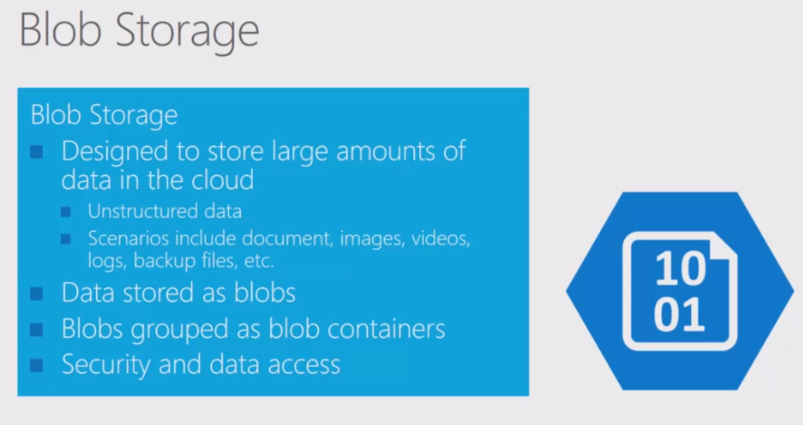 Blob Storage
Blob Storage
Designed to store large amounts of
data in the cloud
Unstructured data
Scenarios include document, images, videos,
logs, backup files, etc.
Data stored as blobs
Blobs grouped as blob containers
Security and data access
10
01